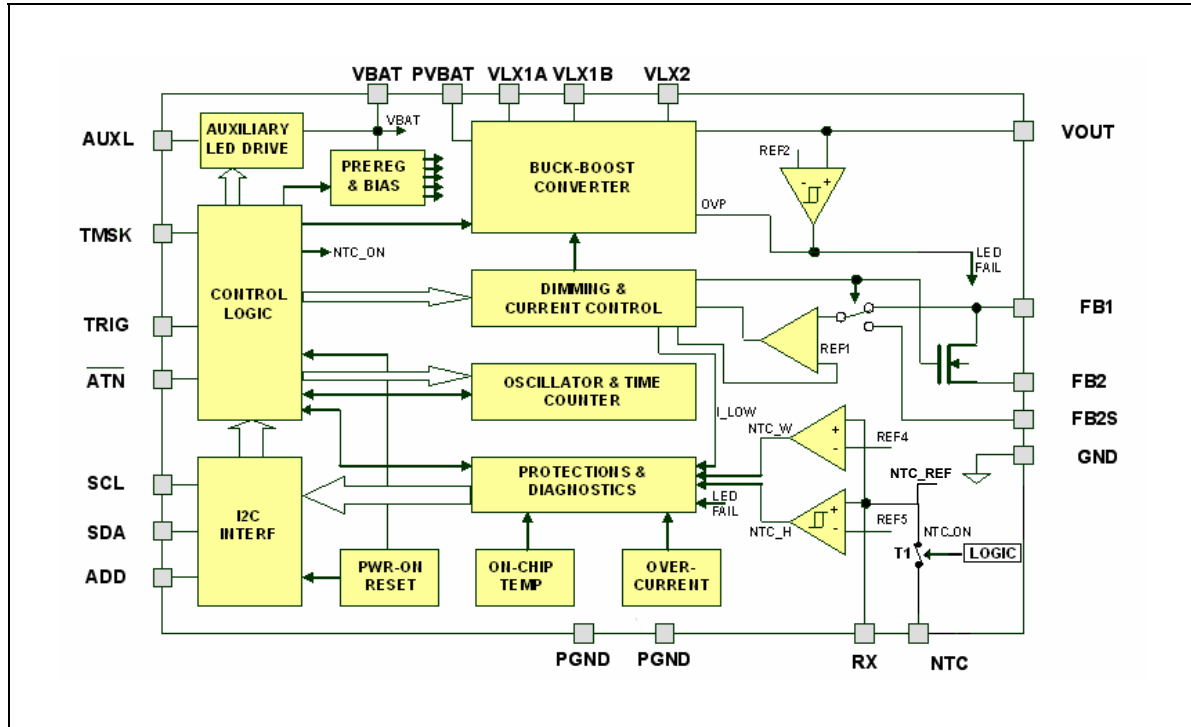 VBAT
PVBAT
VLX1A
VLX1B
VLX2
AUXL
AUXILIARY
LED DRIVE
VBAT
PREREG
& BIAS
BUCK-BOOST
CONVERTER
REF2
- +
VOUT
OVP
TMSK
NTC_ON
LED
FAIL
CONTROL
LOGIC
DIMMING &
CURRENT CONTROL
TRIG
REF1
FB1
ATN
OSCILLATOR & TIME
COUNTER
FB2
I_LOW
FB2S
NTC_W
+
-
REF4
GND
SCL
PROTECTIONS &
DIAGNOSTICS
NTC_REF
I2C
INTERF
LED
FAIL
+
-
REF5
SDA
NTC_H
NTC_ON
T1
LOGIC
ADD
PWR-ON
RESET
ON-CHIP
TEMP
OVER-
CURRENT
PGND
PGND
RX
NTC